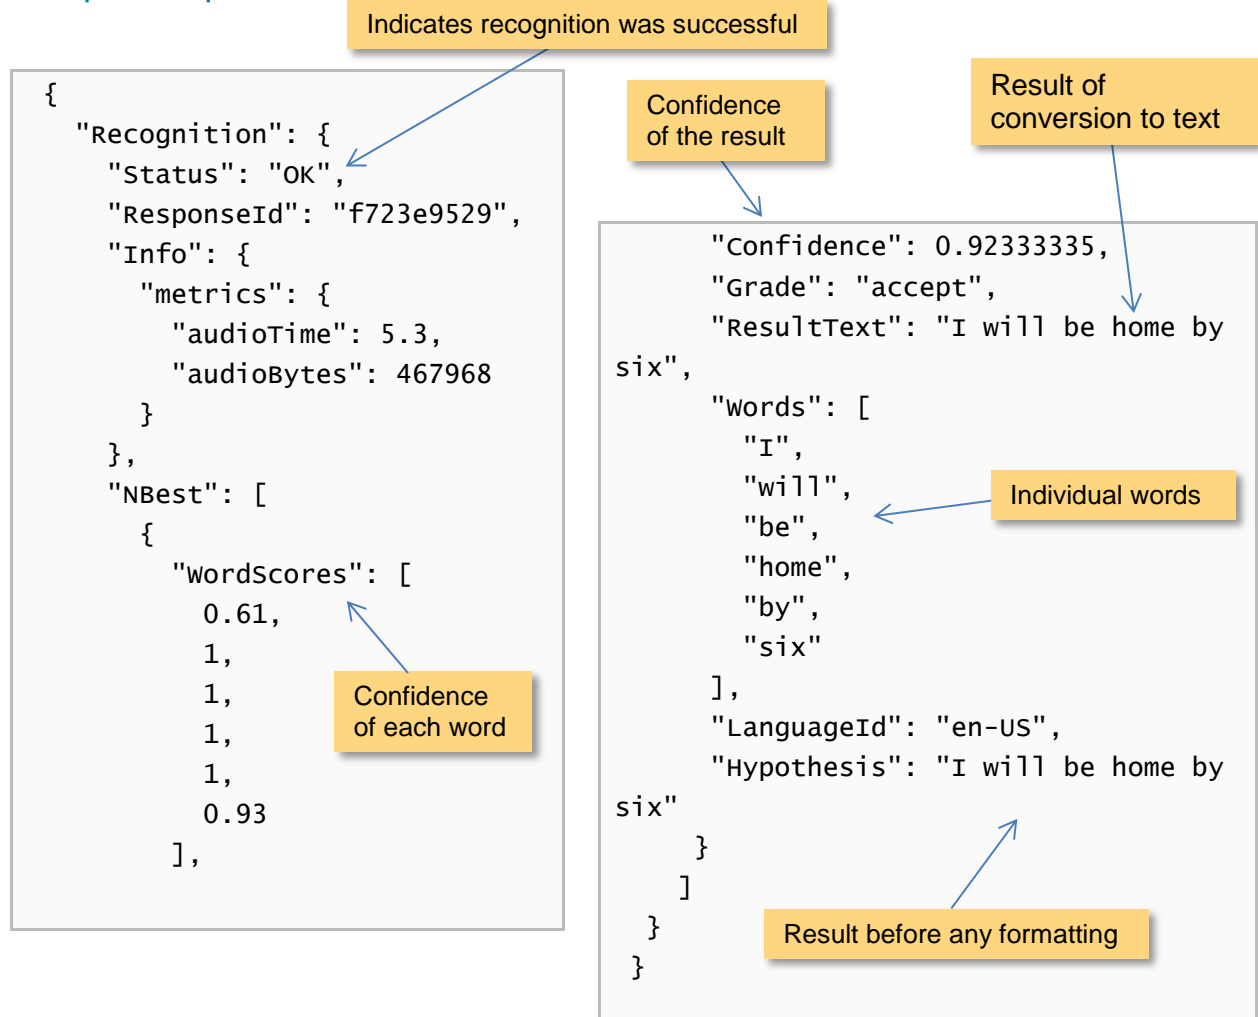 Indicates recognition was successful
{
"Recognition": {
"Status": "OK",
"ResponseId": "f723e9529",
"Info": {
"metrics": {
"audioTime": 5.3,
"audioBytes": 467968
}
},
"NBest": [
{
"WordScores": [
0.61,
1,
1,
1,
1,
0.93
],
Confidence
of each word
Confidence
of the result
Result of
conversion to text
"Confidence": 0.92333335,
"Grade": "accept",
"ResultText": "I will be home by
six",
"Words": [
"I",
"will",
"be",
"home",
"by",
"six"
],
"LanguageId": "en-US",
"Hypothesis": "I will be home by
six"
}
]
}
}
Individual words
Result before any formatting